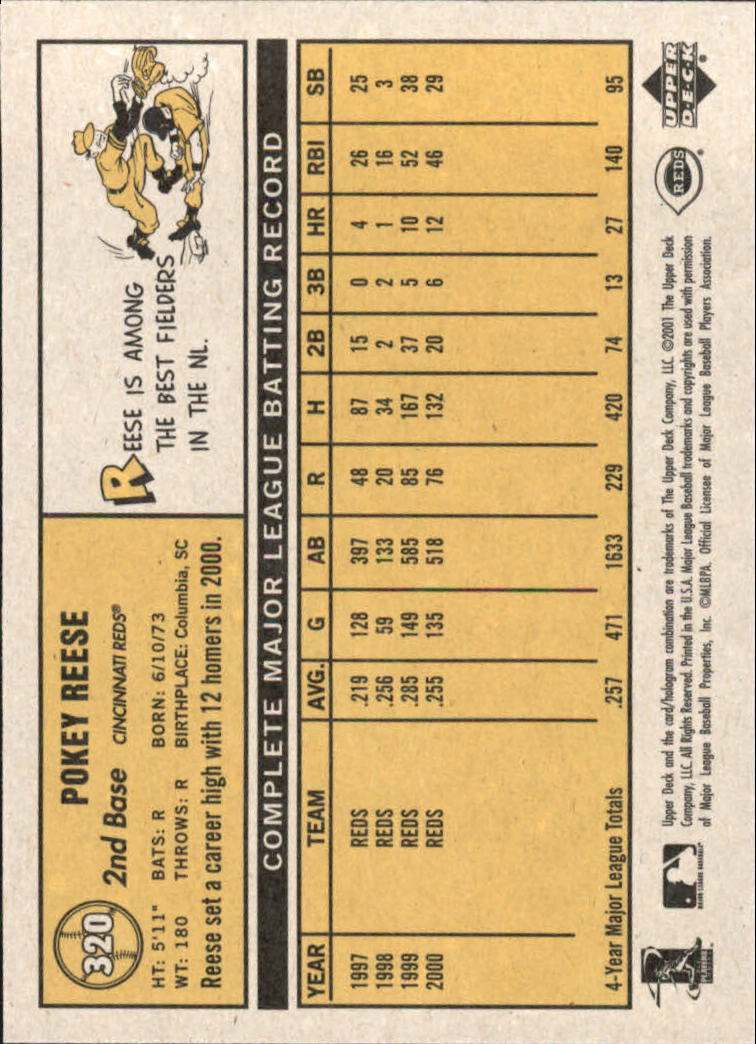 320
POKEY REESE
2nd Base CINCINNATI REDS®
HT: 5'11" BATS: R BORN: 6/10/73
WT: 180 THROWS: R BIRTHPLACE: Columbia, SC
Reese set a career high with 12 homers in 2000.
REESE IS AMONG
THE BEST FIELDERS
IN THE NL.
COMPLETE MAJOR LEAGUE BATTING RECORD
YEAR TEAM AVG. G AB R H 2B 3B HR RBI SB
1997 REDS .219 128 397 48 87 15 0 4 26 25
1998 REDS .256 59 133 20 34 2 2 1 16 3
1999 REDS .285 149 585 85 167 37 5 10 52 38
2000 REDS .255 135 518 76 132 20 6 12 46 29
4-Year Major League Totals .257 471 1633 229 420 74 13 27 140 95
PLAYERS
MAJOR LEAGUE BASEBALL
Upper Deck and the card/hologram combination are trademarks of The Upper Deck Company, LLC. ©2001 The Upper Deck
Company, LLC. All Rights Reserved. Printed in the U.S.A. Major League Baseball trademarks and copyrights are used with permission
of Major League Baseball Properties, Inc. ©MLBPA. Official Licensee of Major League Baseball Players Association.
REDS ®
UPPER
D·E·C·K ®